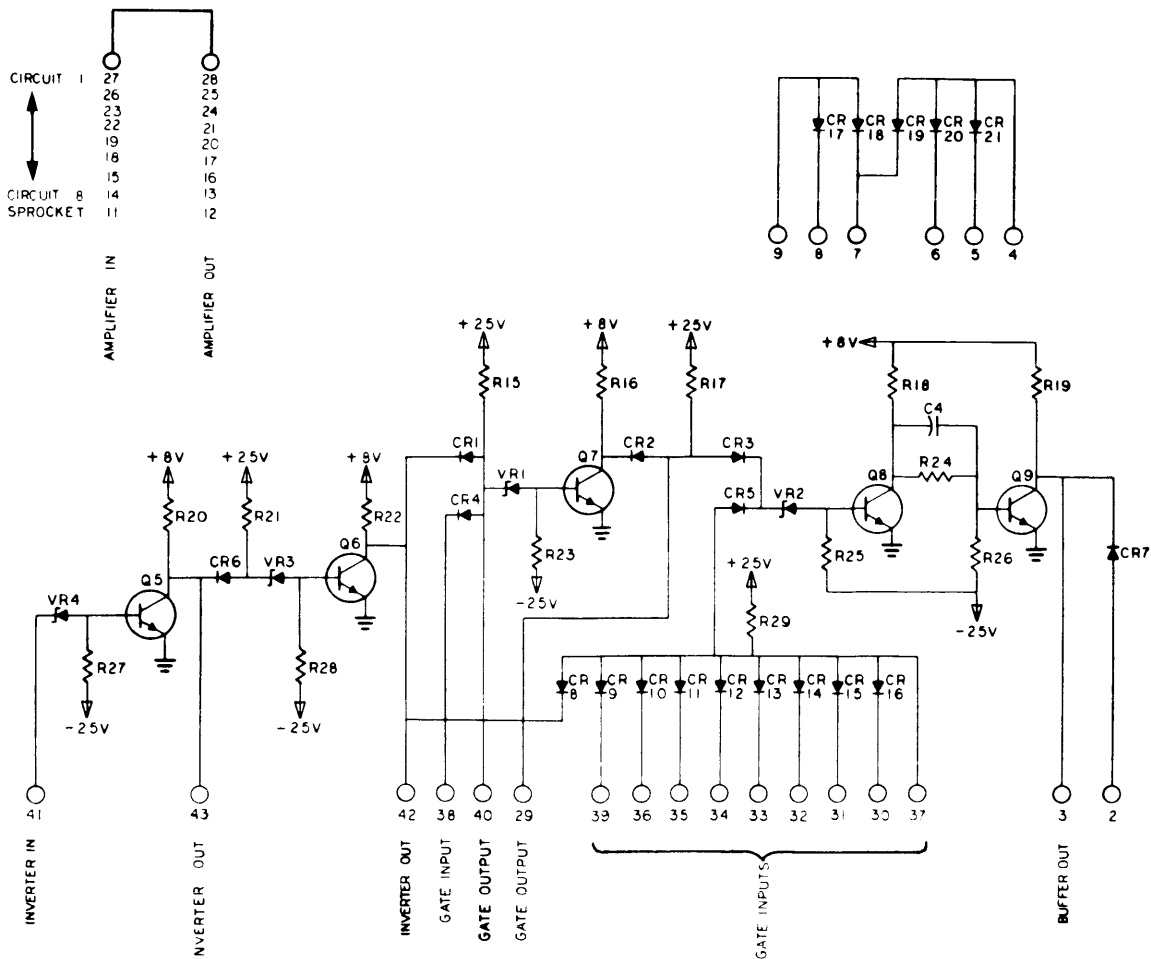 CIRCUIT 1 27 28
26 25
23 24
22 21
19 20
18 17
15 16
CIRCUIT 8 14 13
SPROCKET 11 12
AMPLIFIER IN
AMPLIFIER OUT
CR 17
CR 18
CR 19
CR 20
CR 21
9 8 7 6 5 4
+25V
+8V
+25V
+8V
R15
R16
R17
R18
R19
C4
CR1
CR2
CR3
Q7
R24
Q8
Q9
+8V
+25V
+8V
VR1
CR4
CR5
VR2
R20
R21
R22
Q6
R23
R25
R26
CR7
CR6
VR3
+25V
Q5
-25V
VR4
R29
-25V
R27
R28
CR 8
CR 9
CR 10
CR 11
CR 12
CR 13
CR 14
CR 15
CR 16
-25V
-25V
41 43 42 38 40 29 39 36 35 34 33 32 31 30 37 3 2
INVERTER IN
NVERTER OUT
INVERTER OUT
GATE INPUT
GATE OUTPUT
GATE OUTPUT
GATE INPUTS
BUFFER OUT